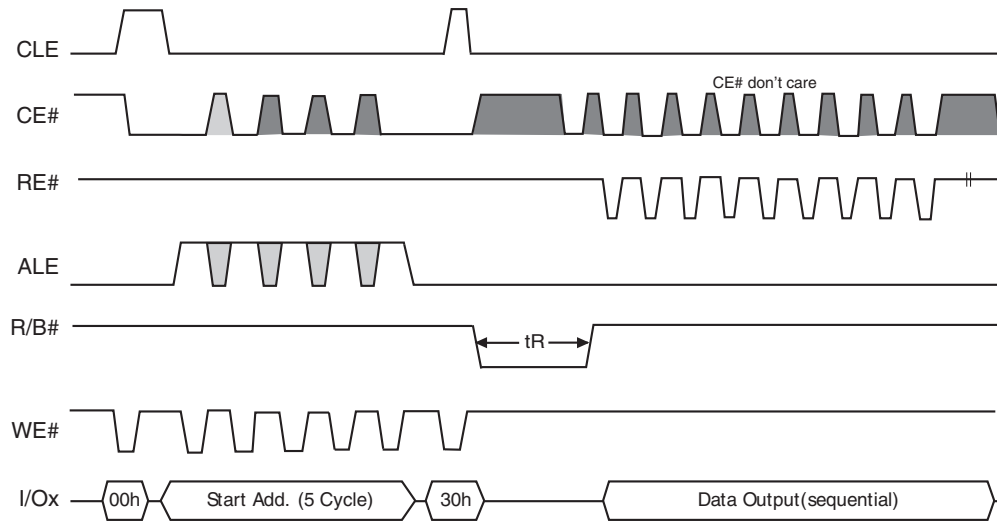 CLE
CE# don't care
CE#
RE#
ALE
R/B#
tR
WE#
I/Ox 00h Start Add. (5 Cycle) 30h Data Output(sequential)